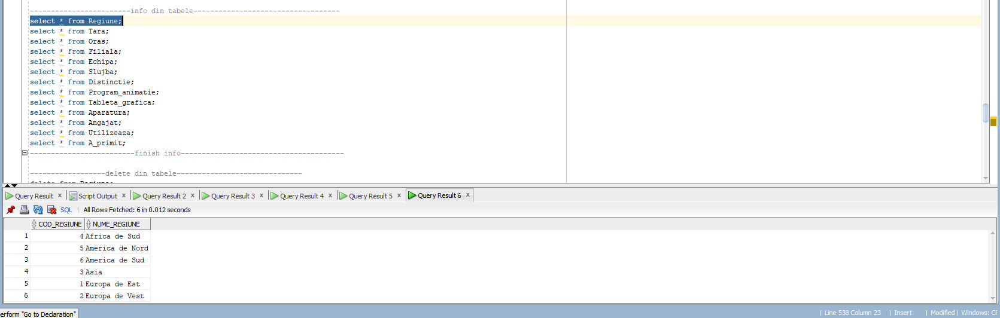 ------------------------info din tabele-----------------------------------
select * from Regiune;
select * from Tara;
select * from Oras;
select * from Filiala;
select * from Echipa;
select * from Slujba;
select * from Distinctie;
select * from Program_animatie;
select * from Tableta_grafica;
select * from Aparatura;
select * from Angajat;
select * from Utilizeaza;
select * from A_primit;
-------------------------finish info---------------------------------------
------------------delete din tabele------------------------------
delete from Regiune;
Query Result x Script Output x Query Result 2 x Query Result 3 x Query Result 4 x Query Result 5 x Query Result 6 x
SQL | All Rows Fetched: 6 in 0.012 seconds
COD_REGIUNE NUME_REGIUNE
1 4 Africa de Sud
2 5 America de Nord
3 6 America de Sud
4 3 Asia
5 1 Europa de Est
6 2 Europa de Vest
erform "Go to Declaration" | Line 538 Column 23 | Insert | Modified | Windows: C